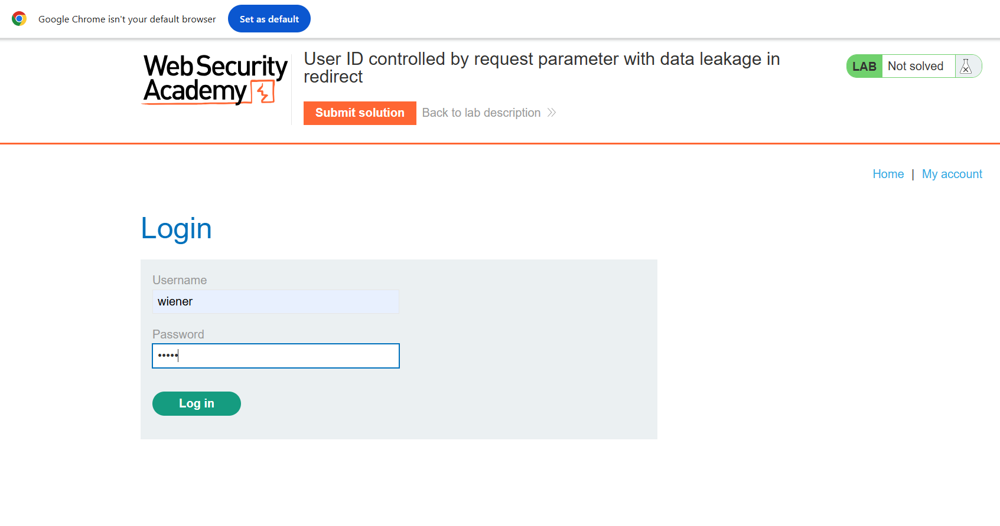 Google Chrome isn't your default browser
Set as default
Web Security
Academy
User ID controlled by request parameter with data leakage in
redirect
LAB
Not solved
Submit solution
Back to lab description
Home | My account
Login
Username
wiener
Password
•••••
Log in